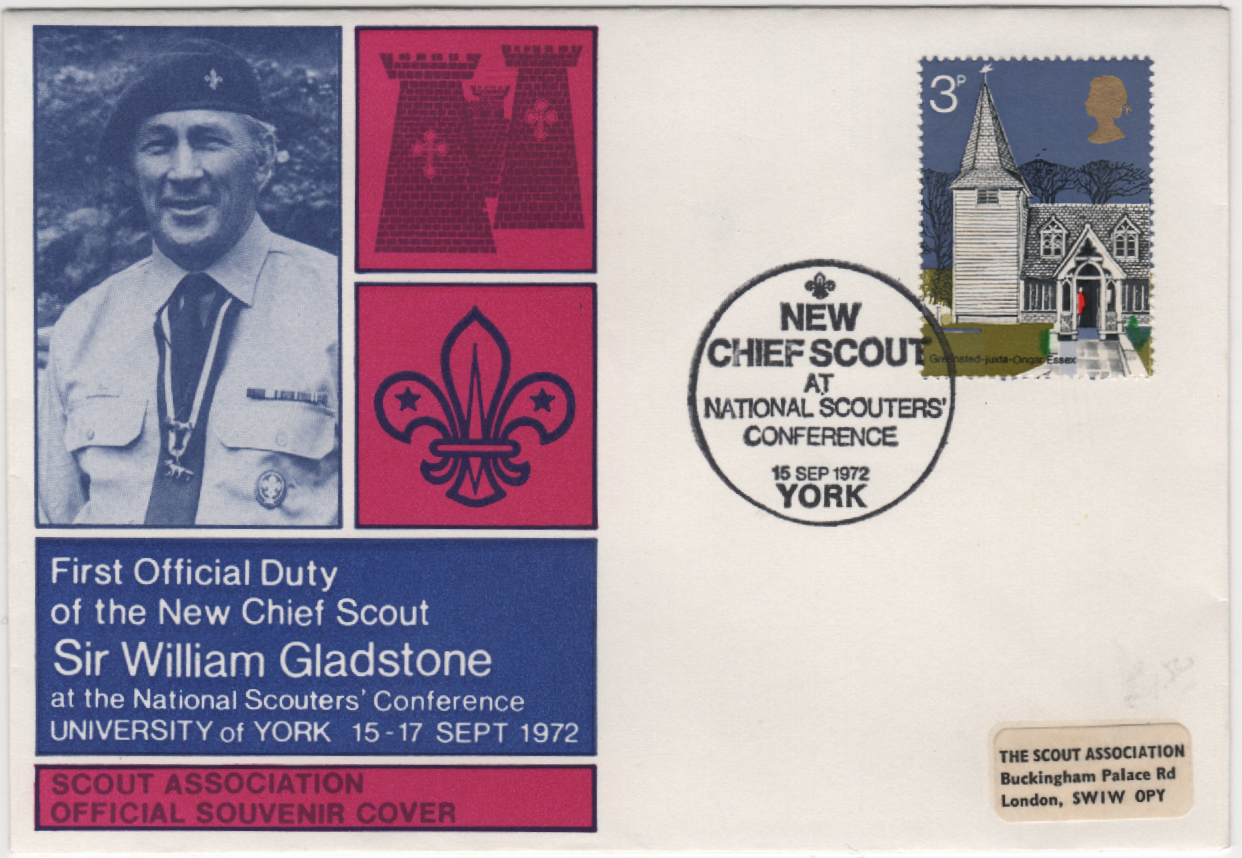 First Official Duty
of the New Chief Scout
Sir William Gladstone
at the National Scouters' Conference
UNIVERSITY of YORK 15-17 SEPT 1972
SCOUT ASSOCIATION
OFFICIAL SOUVENIR COVER
3P
Greensted-juxta-Ongar Essex
NEW
CHIEF SCOUT
AT
NATIONAL SCOUTERS'
CONFERENCE
15 SEP 1972
YORK
THE SCOUT ASSOCIATION
Buckingham Palace Rd
London, SW1W OPY